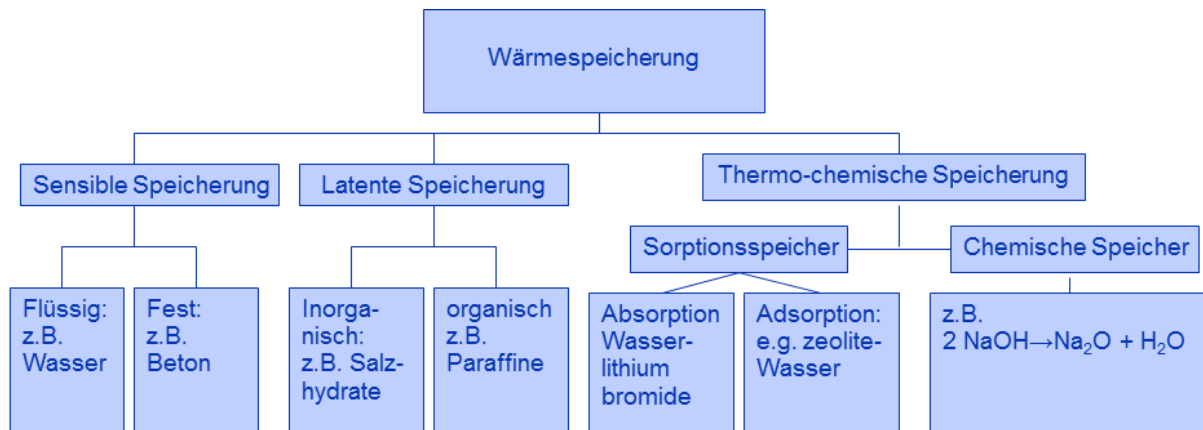 Wärmespeicherung
Sensible Speicherung
Latente Speicherung
Thermo-chemische Speicherung
Sorptionsspeicher
Chemische Speicher
Flüssig:
z.B.
Wasser
Fest:
z.B.
Beton
Inorga-
nisch:
z.B. Salz-
hydrate
organisch
z.B.
Paraffine
Absorption
Wasser-
lithium
bromide
Adsorption:
e.g. zeolite-
Wasser
z.B.
2 NaOH→Na₂O + H₂O